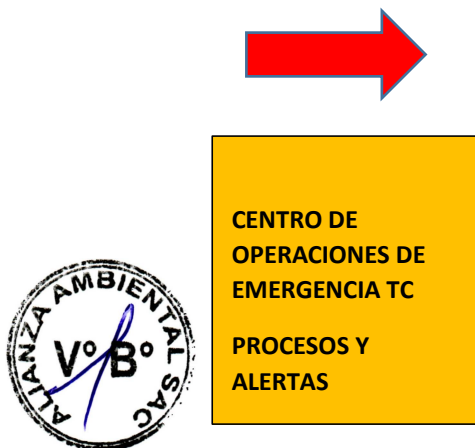 CENTRO DE
OPERACIONES DE
EMERGENCIA TC
PROCESOS Y
ALERTAS
ALIANZA AMBIENTAL SAC
V° B°